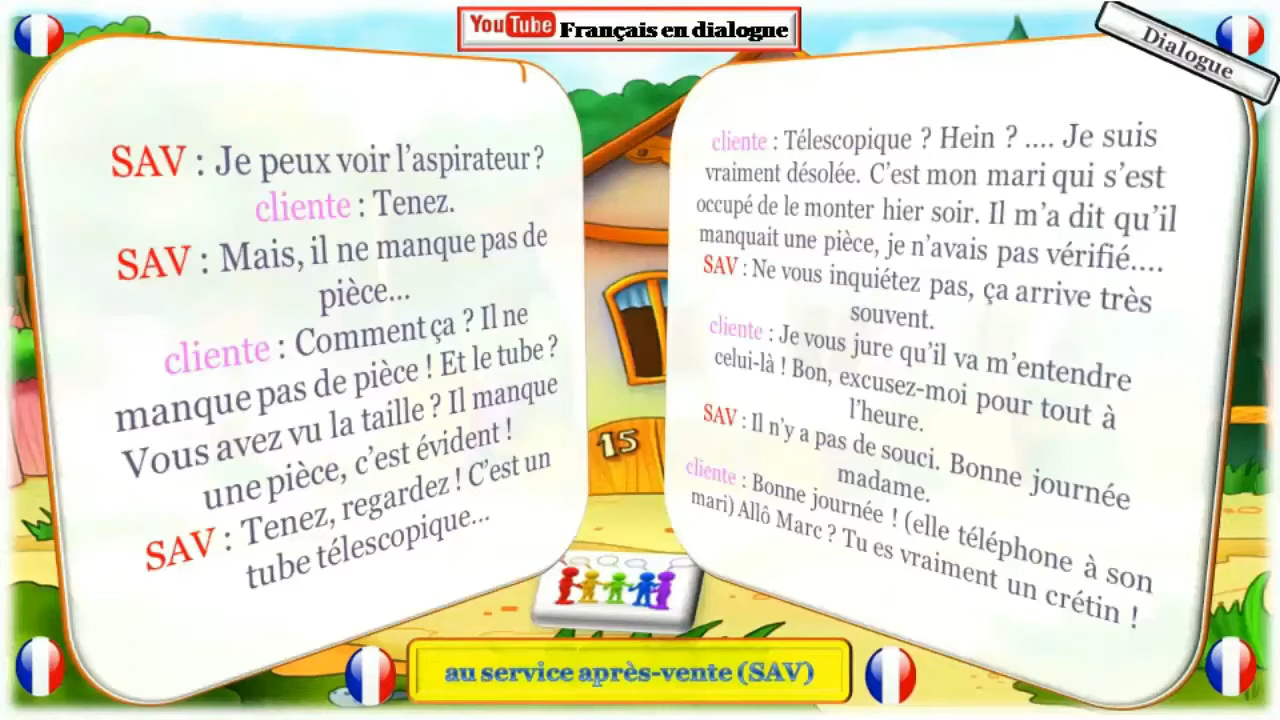 YouTube Français en dialogue
Dialogue
SAV : Je peux voir l’aspirateur ?
cliente : Tenez.
SAV : Mais, il ne manque pas de
pièce...
cliente : Comment ça ? Il ne
manque pas de pièce ! Et le tube ?
Vous avez vu la taille ? Il manque
une pièce, c’est évident !
SAV : Tenez, regardez ! C’est un
tube télescopique...
cliente : Télescopique ? Hein ? .... Je suis
vraiment désolée. C’est mon mari qui s’est
occupé de le monter hier soir. Il m’a dit qu’il
manquait une pièce, je n’avais pas vérifié....
SAV : Ne vous inquiétez pas, ça arrive très
souvent.
cliente : Je vous jure qu’il va m’entendre
celui-là ! Bon, excusez-moi pour tout à
l’heure.
SAV : Il n’y a pas de souci. Bonne journée
madame.
cliente : Bonne journée ! (elle téléphone à son
mari) Allô Marc ? Tu es vraiment un crétin !
15
au service après-vente (SAV)